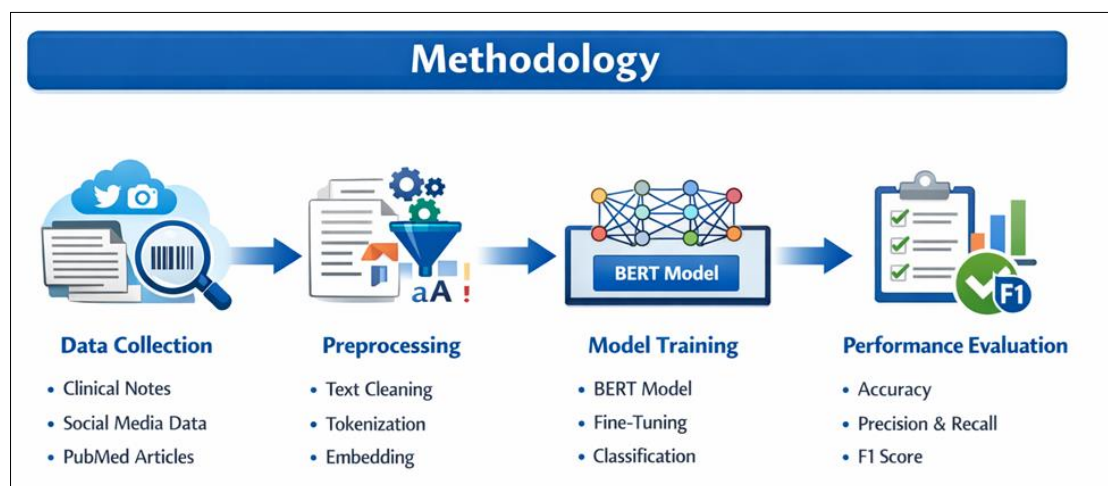 Methodology
aA !
BERT Model
F1
Data Collection
• Clinical Notes
• Social Media Data
• PubMed Articles
Preprocessing
• Text Cleaning
• Tokenization
• Embedding
Model Training
• BERT Model
• Fine-Tuning
• Classification
Performance Evaluation
• Accuracy
• Precision & Recall
• F1 Score